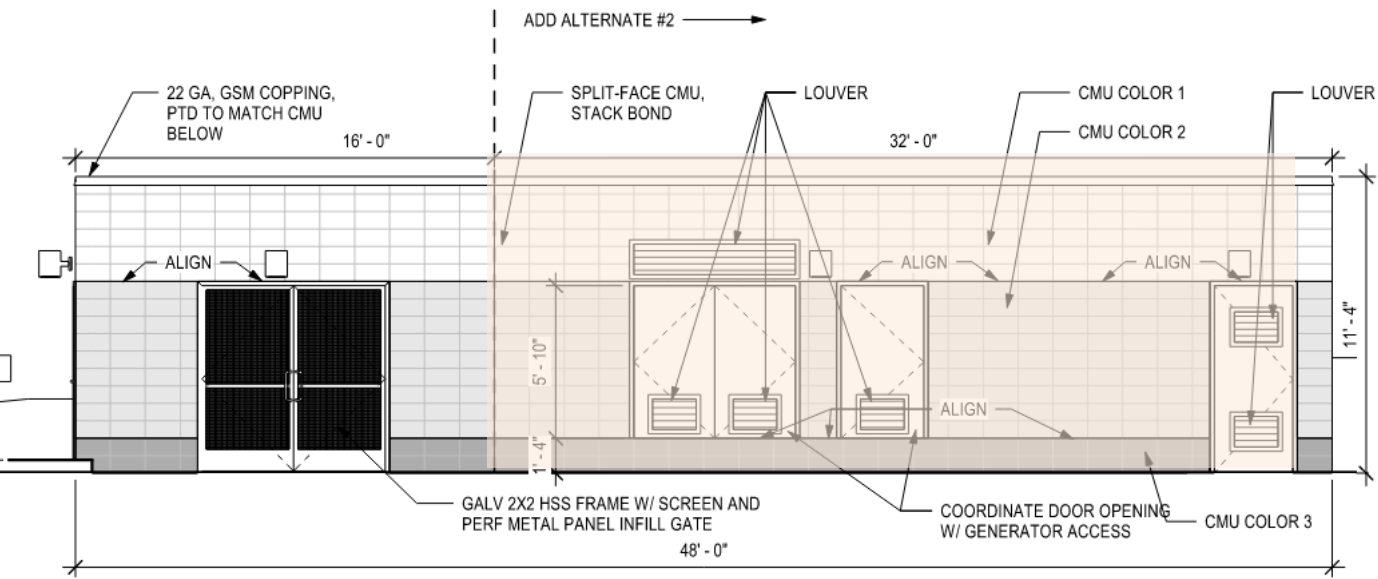 ADD ALTERNATE #2
22 GA, GSM COPPING,
PTD TO MATCH CMU
BELOW
SPLIT-FACE CMU,
STACK BOND
LOUVER
CMU COLOR 1
LOUVER
CMU COLOR 2
16' - 0"
32' - 0"
ALIGN
ALIGN
ALIGN
11' - 4"
5' - 10"
ALIGN
1' - 4"
GALV 2X2 HSS FRAME W/ SCREEN AND
PERF METAL PANEL INFILL GATE
COORDINATE DOOR OPENING
W/ GENERATOR ACCESS
CMU COLOR 3
48' - 0"